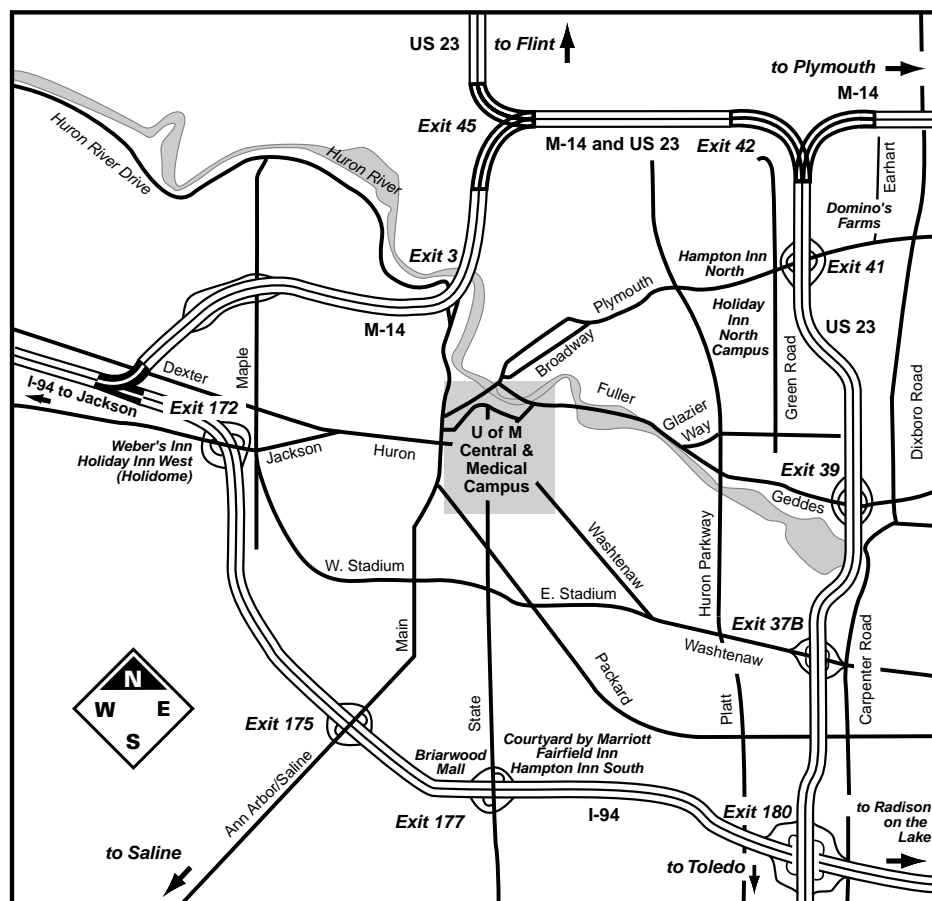 US 23
to Flint
to Plymouth
M-14
Exit 45
M-14 and US 23
Exit 42
Earhart
Huron River Drive
Huron River
Domino's
Farms
Exit 3
Hampton Inn
North
Exit 41
Plymouth
M-14
Holiday
Inn
North
Campus
US 23
Broadway
Maple
Dexter
Green Road
Dixboro Road
I-94 to Jackson
Exit 172
Fuller
Glazier
Way
Weber's Inn
Holiday Inn West
(Holidome)
Jackson
Huron
U of M
Central &
Medical
Campus
Exit 39
Geddes
Washtenaw
Huron Parkway
W. Stadium
E. Stadium
Main
Exit 37B
Washtenaw
Carpenter Road
N
W
E
S
Packard
Platt
State
Exit 175
Ann Arbor/Saline
Briarwood
Mall
Courtyard by Marriott
Fairfield Inn
Hampton Inn South
Exit 177
I-94
Exit 180
to Radison
on the
Lake
to Saline
to Toledo